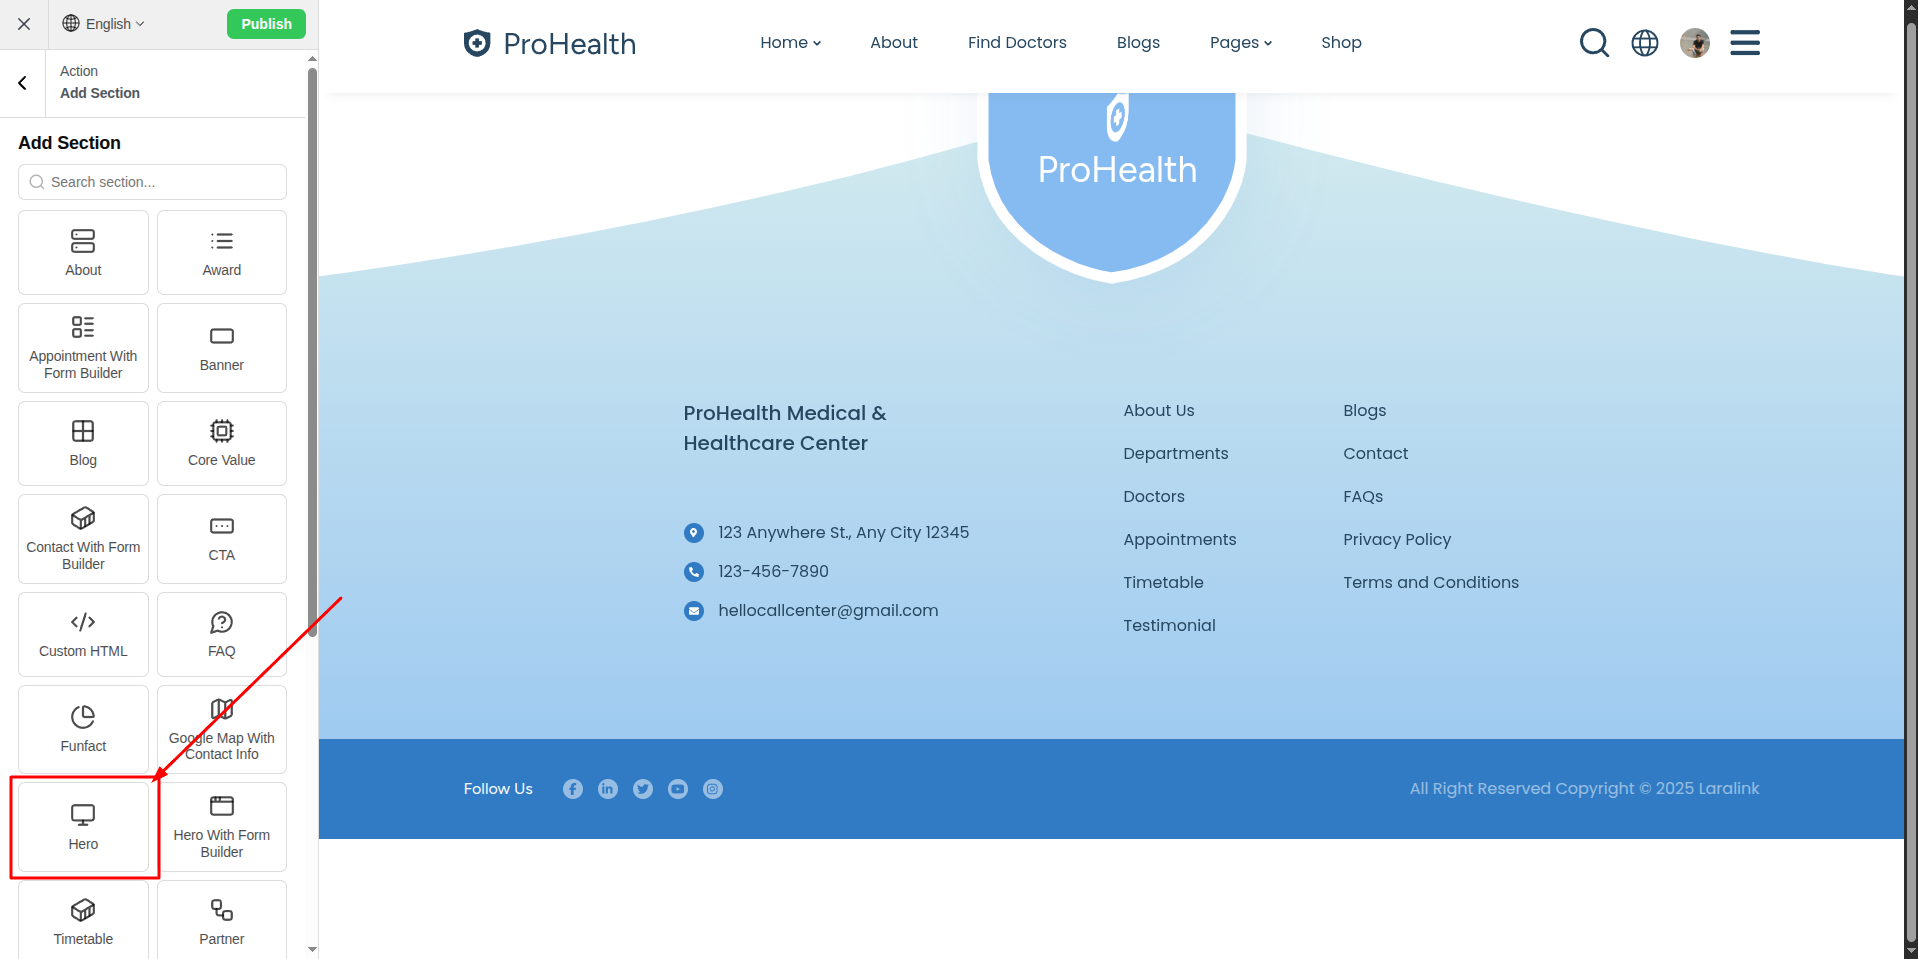 English
Publish
Action
Add Section
Add Section
Search section...
About
Award
Appointment With
Form Builder
Banner
Blog
Core Value
Contact With Form
Builder
CTA
Custom HTML
FAQ
Funfact
Google Map With
Contact Info
Hero
Hero With Form
Builder
Timetable
Partner
ProHealth
Home
About
Find Doctors
Blogs
Pages
Shop
ProHealth
ProHealth Medical &
Healthcare Center
123 Anywhere St., Any City 12345
123-456-7890
hellocallcenter@gmail.com
About Us
Departments
Doctors
Appointments
Timetable
Testimonial
Blogs
Contact
FAQs
Privacy Policy
Terms and Conditions
Follow Us
All Right Reserved Copyright © 2025 Laralink